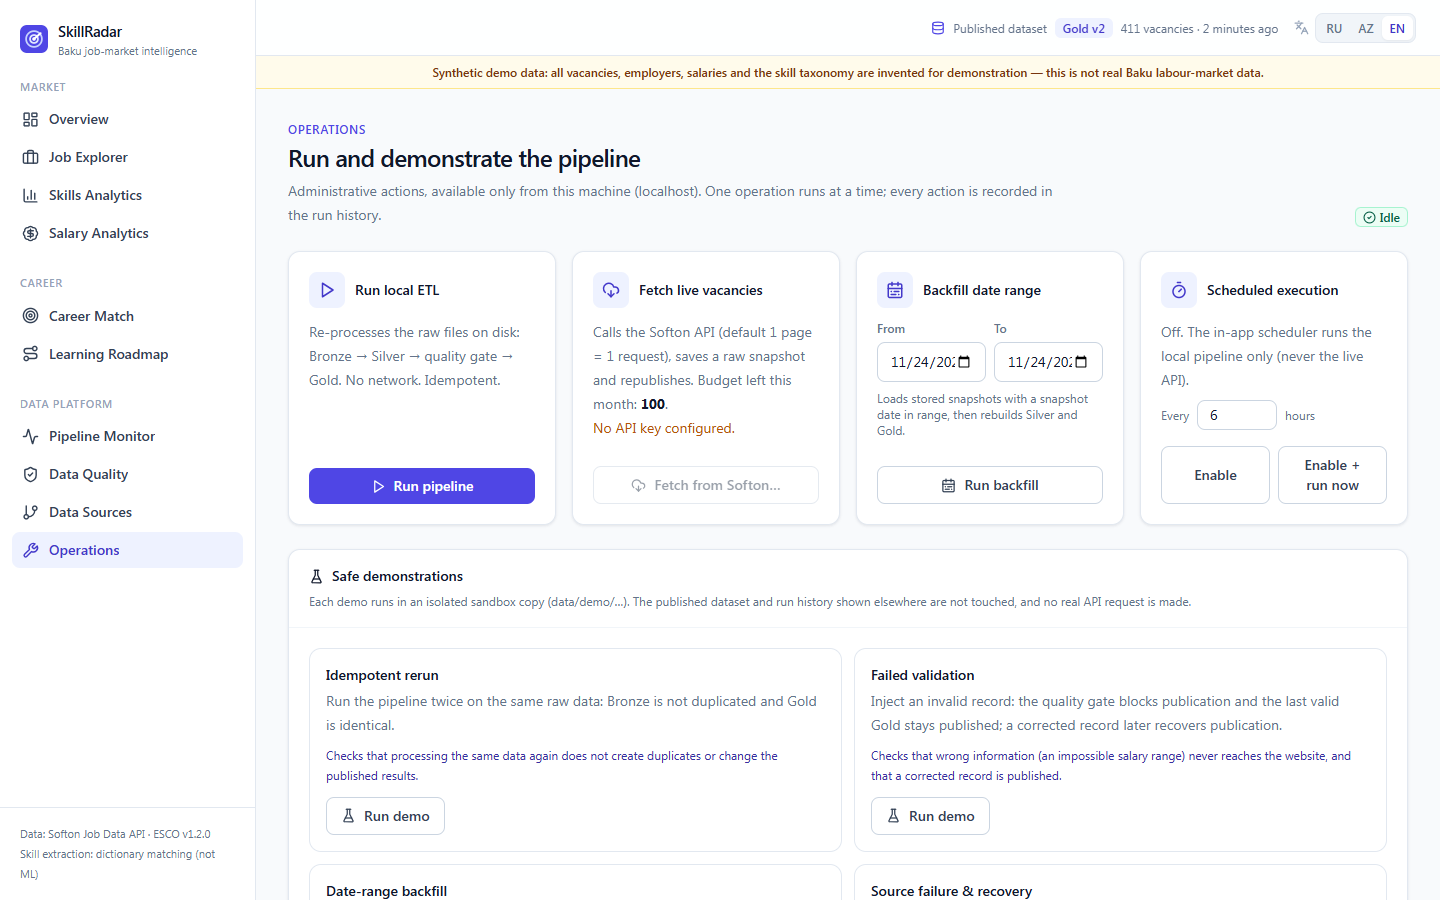 SkillRadar
Baku job-market intelligence
MARKET
Overview
Job Explorer
Skills Analytics
Salary Analytics
CAREER
Career Match
Learning Roadmap
DATA PLATFORM
Pipeline Monitor
Data Quality
Data Sources
Operations
Data: Softon Job Data API · ESCO v1.2.0
Skill extraction: dictionary matching (not
ML)
Published dataset Gold v2 411 vacancies · 2 minutes ago RU AZ EN
Synthetic demo data: all vacancies, employers, salaries and the skill taxonomy are invented for demonstration — this is not real Baku labour-market data.
OPERATIONS
Run and demonstrate the pipeline
Administrative actions, available only from this machine (localhost). One operation runs at a time; every action is recorded in
the run history.
Idle
Run local ETL
Re-processes the raw files on disk:
Bronze → Silver → quality gate →
Gold. No network. Idempotent.
Run pipeline
Fetch live vacancies
Calls the Softon API (default 1 page
= 1 request), saves a raw snapshot
and republishes. Budget left this
month: 100.
No API key configured.
Fetch from Softon...
Backfill date range
From To
11/24/202 11/24/202
Loads stored snapshots with a snapshot
date in range, then rebuilds Silver and
Gold.
Run backfill
Scheduled execution
Off. The in-app scheduler runs the
local pipeline only (never the live
API).
Every 6 hours
Enable
Enable +
run now
Safe demonstrations
Each demo runs in an isolated sandbox copy (data/demo/...). The published dataset and run history shown elsewhere are not touched, and no real API request is made.
Idempotent rerun
Run the pipeline twice on the same raw data: Bronze is not duplicated and Gold
is identical.
Checks that processing the same data again does not create duplicates or change the
published results.
Run demo
Failed validation
Inject an invalid record: the quality gate blocks publication and the last valid
Gold stays published; a corrected record later recovers publication.
Checks that wrong information (an impossible salary range) never reaches the website, and
that a corrected record is published.
Run demo
Date-range backfill
Source failure & recovery